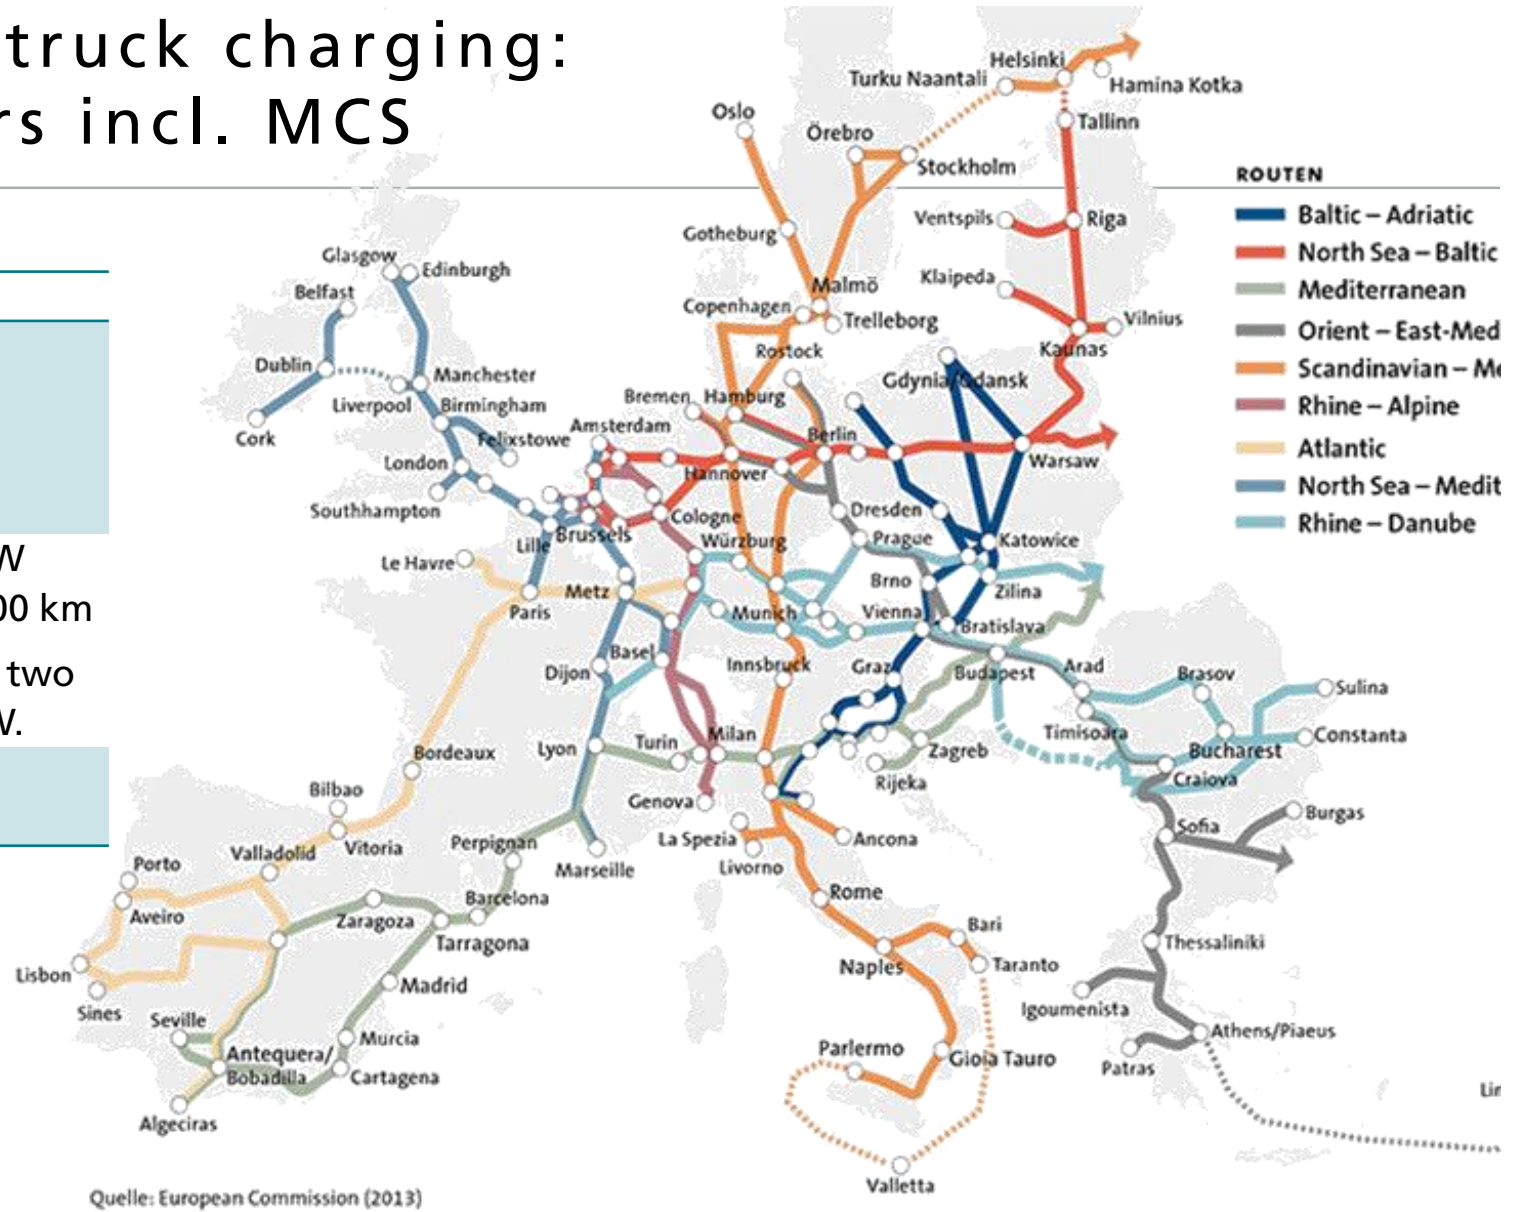 truck charging:
rs incl. MCS
W
00 km
two
W.
Helsinki
Turku Naantali
Hamina Kotka
Oslo
Örebro
Tallinn
Stockholm
ROUTEN
Baltic – Adriatic
North Sea – Baltic
Mediterranean
Orient – East-Med
Scandinavian – Me
Rhine – Alpine
Atlantic
North Sea – Medit
Rhine – Danube
Ventspils
Riga
Gotheburg
Glasgow
Edinburgh
Belfast
Klaipeda
Malmö
Copenhagen
Trelleborg
Vilnius
Rostock
Kaunas
Dublin
Manchester
Gdynia/Gdansk
Liverpool
Birmingham
Bremen
Hamburg
Cork
Felixstowe
Amsterdam
Berlin
London
Hannover
Warsaw
Southhampton
Cologne
Dresden
Lille
Brussels
Würzburg
Prague
Katowice
Le Havre
Paris
Metz
Brno
Zilina
Munich
Vienna
Bratislava
Dijon
Basel
Innsbruck
Graz
Budapest
Arad
Brasov
Sulina
Timisoara
Lyon
Turin
Milan
Zagreb
Bucharest
Constanta
Bordeaux
Rijeka
Craiova
Bilbao
Genova
Burgas
Vitoria
La Spezia
Ancona
Sofia
Valladolid
Perpignan
Marseille
Livorno
Porto
Rome
Aveiro
Zaragoza
Barcelona
Tarragona
Bari
Thessaliniki
Lisbon
Naples
Taranto
Sines
Madrid
Igoumenista
Seville
Murcia
Athens/Piaeus
Antequera/
Bobadilla
Cartagena
Parlermo
Gioia Tauro
Patras
Lir
Algeciras
Valletta
Quelle: European Commission (2013)